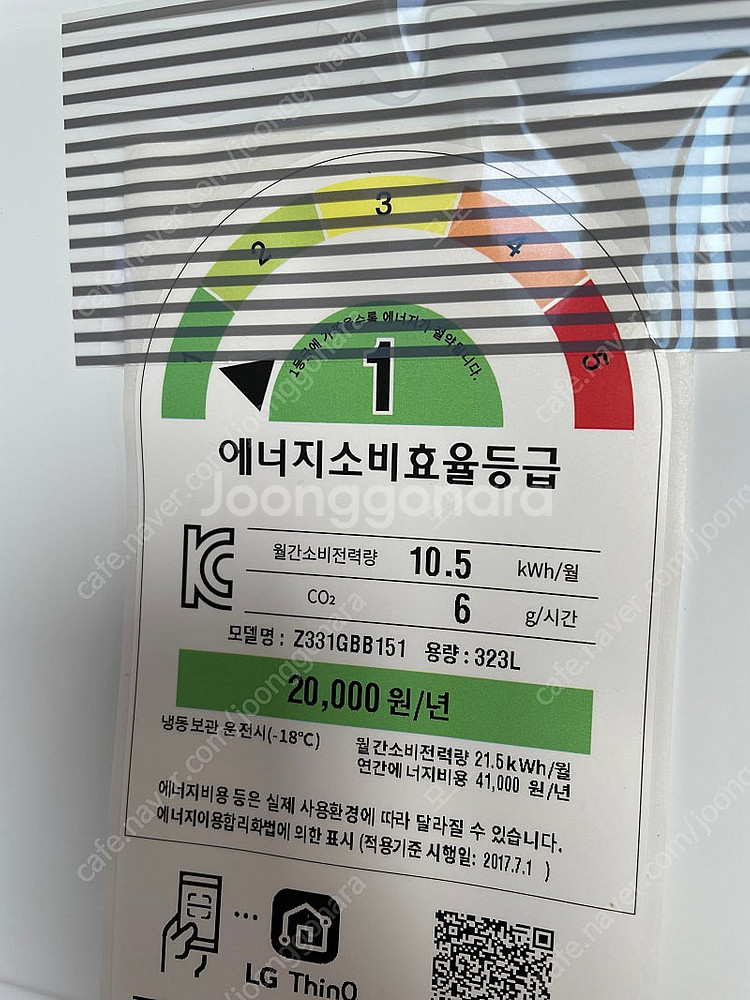 3
2
4
1
5
1등급에 가까울수록 에너지가 절약됩니다.
1
에너지소비효율등급
Joonggonara
월간소비전력량 10.5 kWh/월
CO₂ 6 g/시간
모델명 : Z331GBB151 용량 : 323L
20,000 원/년
냉동보관 운전시(-18℃)
월간소비전력량 21.5kWh/월
연간에너지비용 41,000 원/년
에너지비용 등은 실제 사용환경에 따라 달라질 수 있습니다.
에너지이용합리화법에 의한 표시 (적용기준 시행일: 2017.7.1 )
LG ThinQ
cafe.naver.com/joonggonara